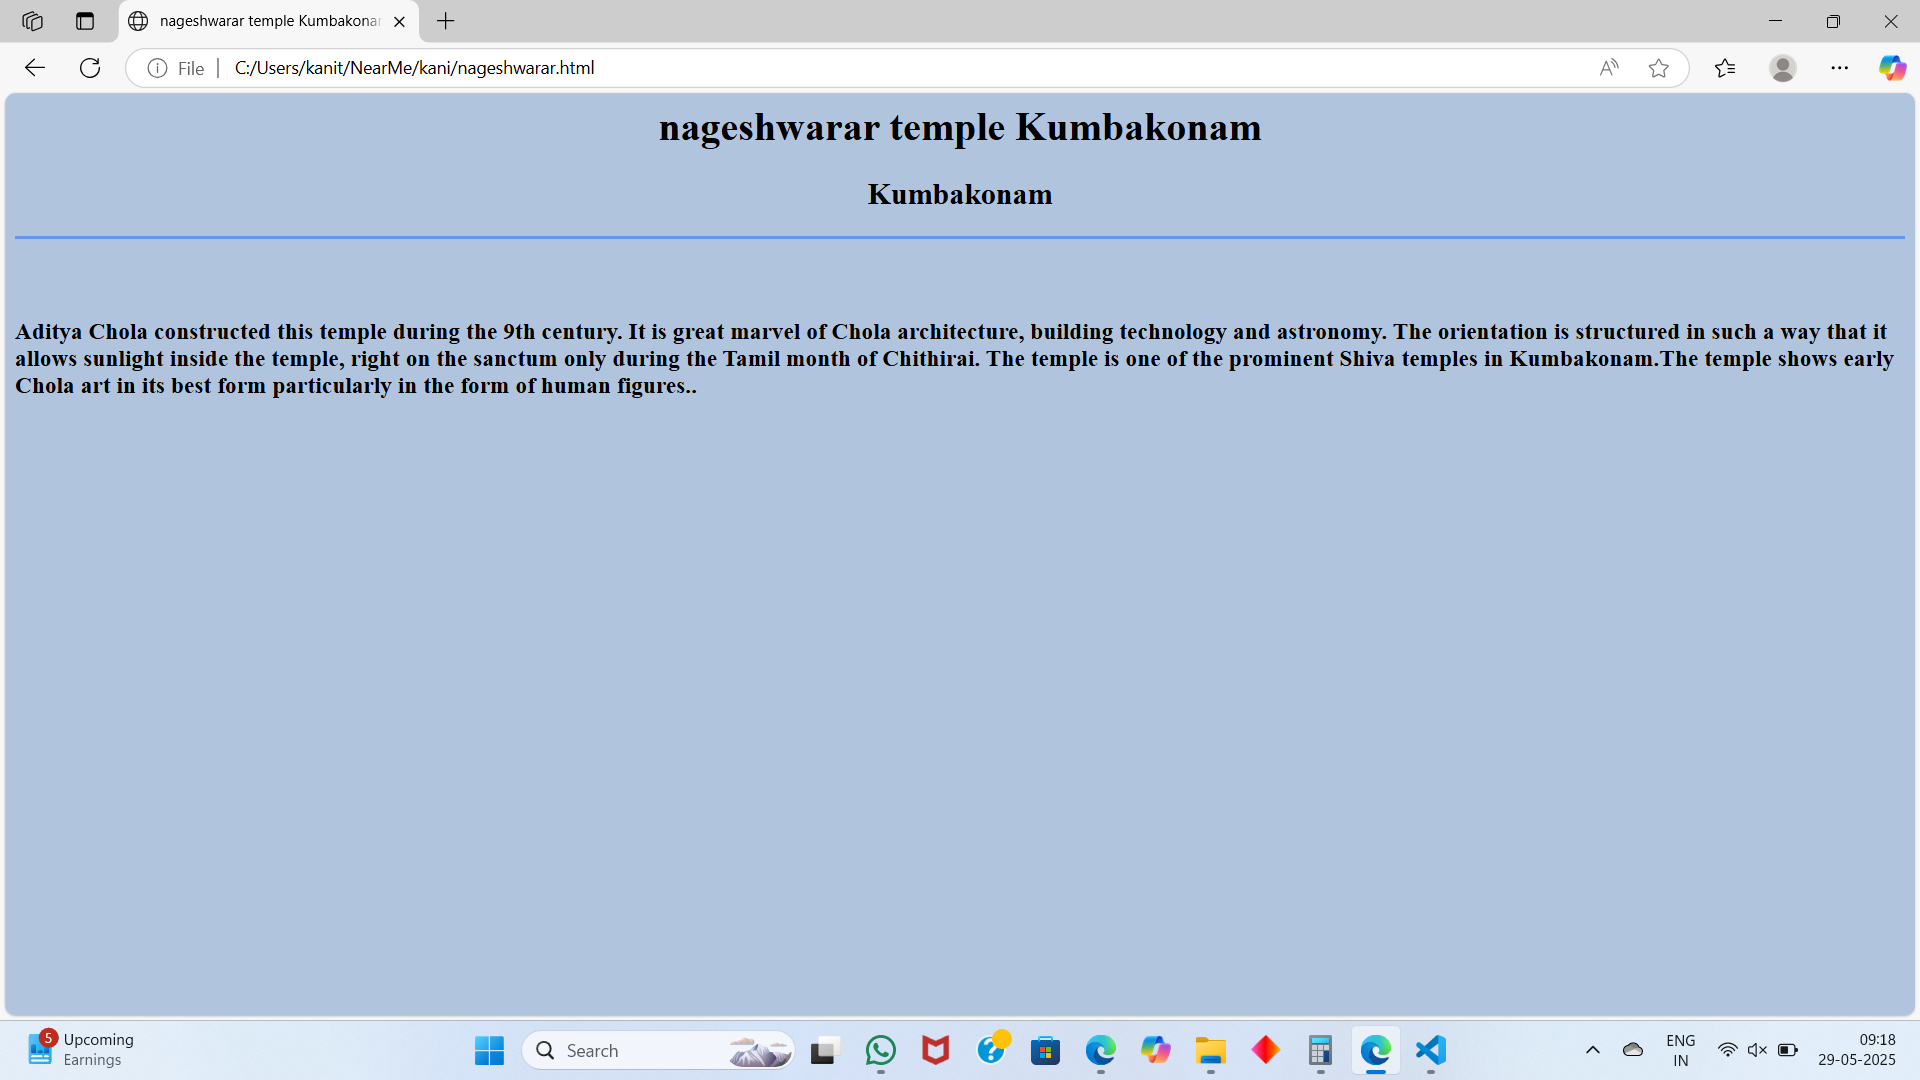 nageshwarar temple Kumbakonar
File
C:/Users/kanit/NearMe/kani/nageshwarar.html
nageshwarar temple Kumbakonam
Kumbakonam
Aditya Chola constructed this temple during the 9th century. It is great marvel of Chola architecture, building technology and astronomy. The orientation is structured in such a way that it
allows sunlight inside the temple, right on the sanctum only during the Tamil month of Chithirai. The temple is one of the prominent Shiva temples in Kumbakonam.The temple shows early
Chola art in its best form particularly in the form of human figures..
5
Upcoming
Earnings
Search
ENG
IN
09:18
29-05-2025